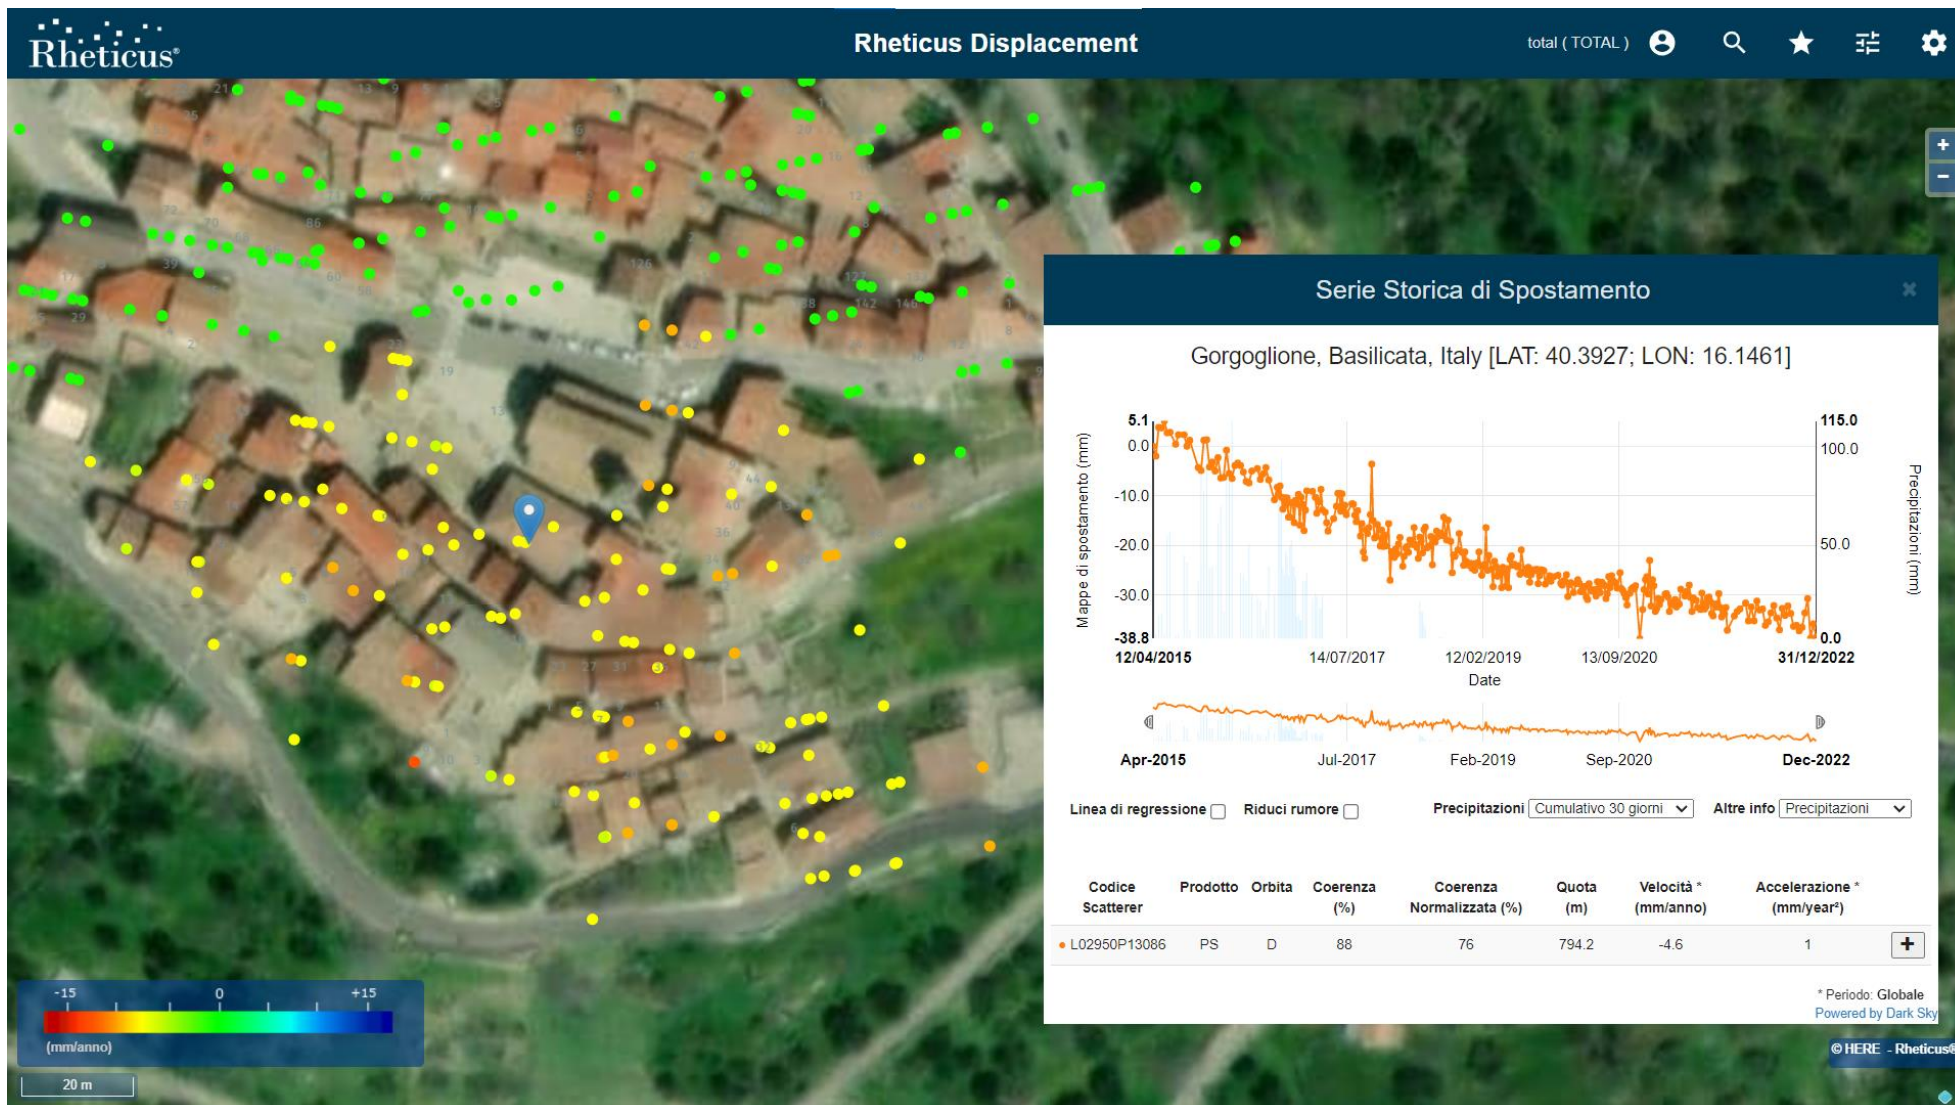 Rheticus®
Rheticus Displacement
total ( TOTAL )
+
−
Serie Storica di Spostamento
×
Gorgoglione, Basilicata, Italy [LAT: 40.3927; LON: 16.1461]
5.1
0.0
-10.0
-20.0
-30.0
-38.8
Mappe di spostamento (mm)
115.0
100.0
50.0
0.0
Precipitazioni (mm)
12/04/2015 14/07/2017 12/02/2019 13/09/2020 31/12/2022
Date
Apr-2015 Jul-2017 Feb-2019 Sep-2020 Dec-2022
Linea di regressione Riduci rumore Precipitazioni Cumulativo 30 giorni Altre info Precipitazioni
Codice Scatterer Prodotto Orbita Coerenza (%) Coerenza Normalizzata (%) Quota (m) Velocità * (mm/anno) Accelerazione * (mm/year²)
L02950P13086 PS D 88 76 794.2 -4.6 1 +
* Periodo: Globale
Powered by Dark Sky
-15 0 +15
(mm/anno)
20 m
© HERE - Rheticus®